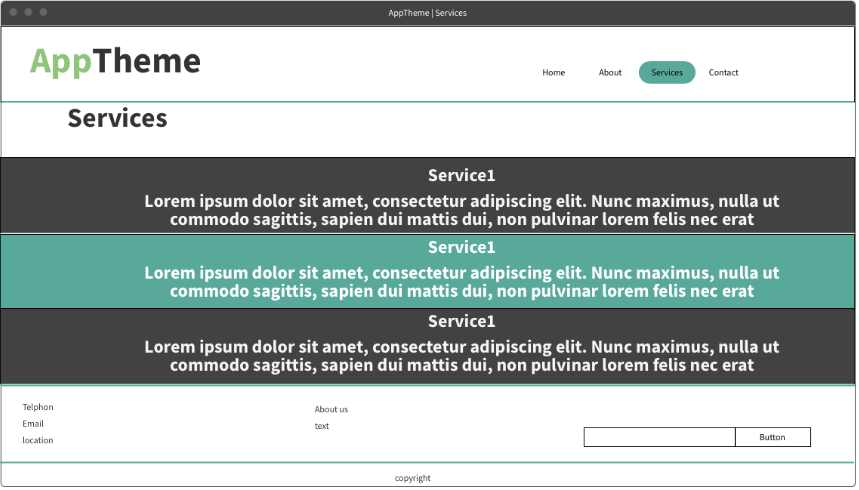 AppTheme | Services
AppTheme
Home About Services Contact
Services
Service1
Lorem ipsum dolor sit amet, consectetur adipiscing elit. Nunc maximus, nulla ut
commodo sagittis, sapien dui mattis dui, non pulvinar lorem felis nec erat
Service1
Lorem ipsum dolor sit amet, consectetur adipiscing elit. Nunc maximus, nulla ut
commodo sagittis, sapien dui mattis dui, non pulvinar lorem felis nec erat
Service1
Lorem ipsum dolor sit amet, consectetur adipiscing elit. Nunc maximus, nulla ut
commodo sagittis, sapien dui mattis dui, non pulvinar lorem felis nec erat
Telphon
Email
location
About us
text
Button
copyright